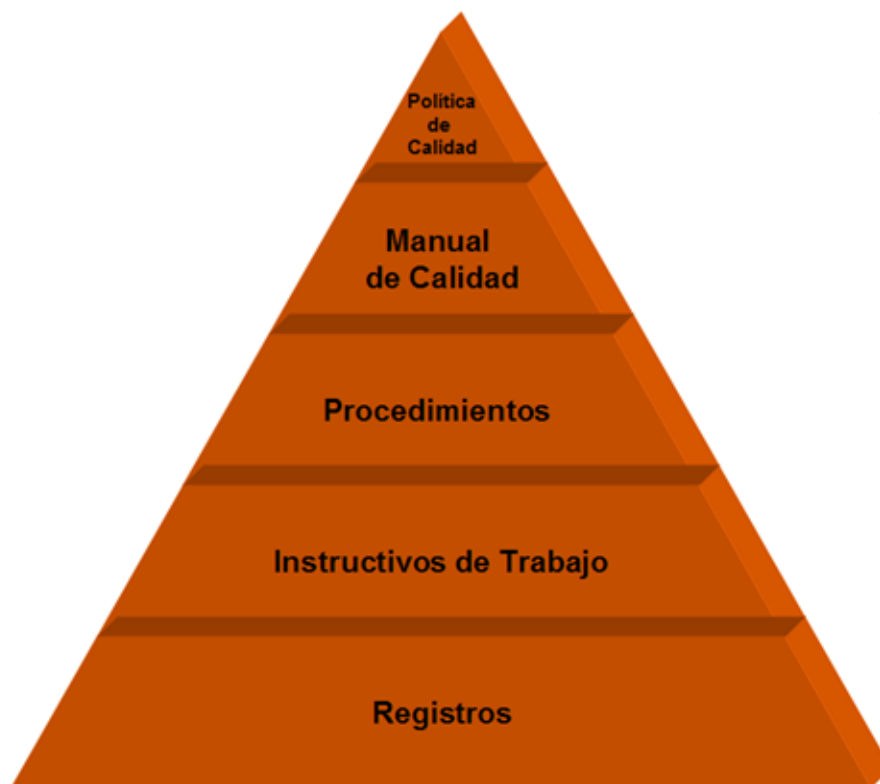 Política
de
Calidad
Manual
de Calidad
Procedimientos
Instructivos de Trabajo
Registros